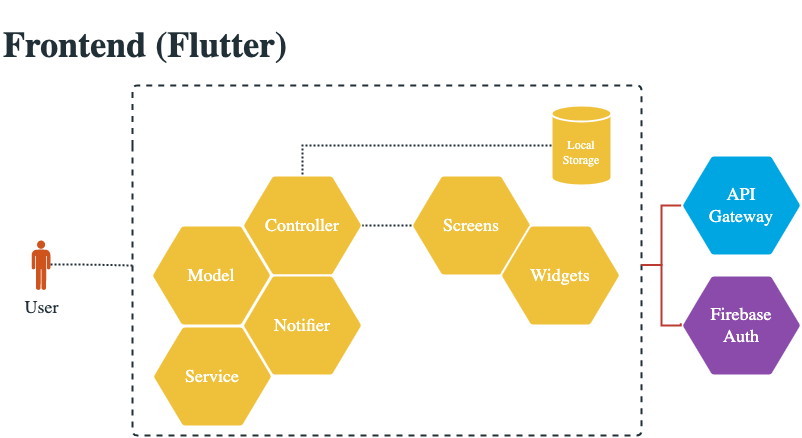 Frontend (Flutter)
Local
Storage
API
Gateway
Controller
Screens
Model
Widgets
User
Notifier
Firebase
Auth
Service